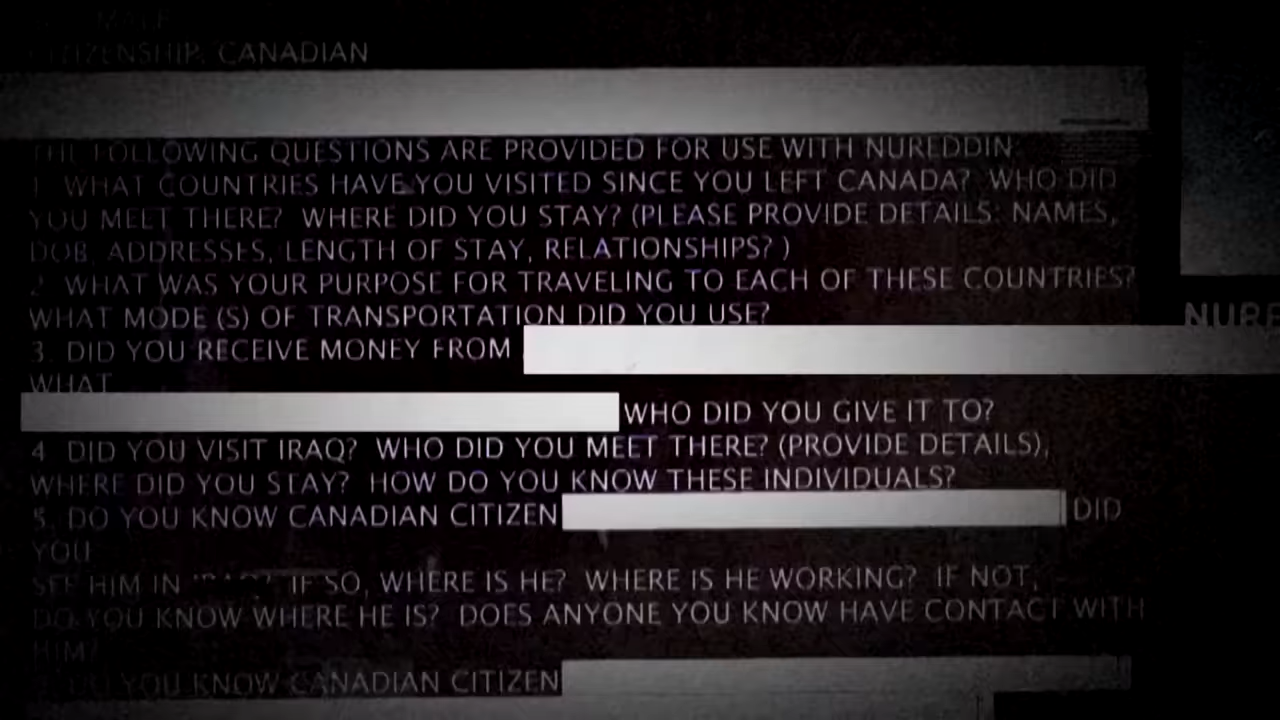 MALE
CITIZENSHIP: CANADIAN
THE FOLLOWING QUESTIONS ARE PROVIDED FOR USE WITH NUREDDIN:
1. WHAT COUNTRIES HAVE YOU VISITED SINCE YOU LEFT CANADA? WHO DID
YOU MEET THERE? WHERE DID YOU STAY? (PLEASE PROVIDE DETAILS: NAMES,
DOB, ADDRESSES, LENGTH OF STAY, RELATIONSHIPS? )
2. WHAT WAS YOUR PURPOSE FOR TRAVELING TO EACH OF THESE COUNTRIES?
WHAT MODE (S) OF TRANSPORTATION DID YOU USE?
3. DID YOU RECEIVE MONEY FROM
WHAT
WHO DID YOU GIVE IT TO?
4. DID YOU VISIT IRAQ? WHO DID YOU MEET THERE? (PROVIDE DETAILS),
WHERE DID YOU STAY? HOW DO YOU KNOW THESE INDIVIDUALS?
5. DO YOU KNOW CANADIAN CITIZEN DID
YOU
SEE HIM IN IRAQ? IF SO, WHERE IS HE? WHERE IS HE WORKING? IF NOT,
DO YOU KNOW WHERE HE IS? DOES ANYONE YOU KNOW HAVE CONTACT WITH
HIM?
DO YOU KNOW CANADIAN CITIZEN